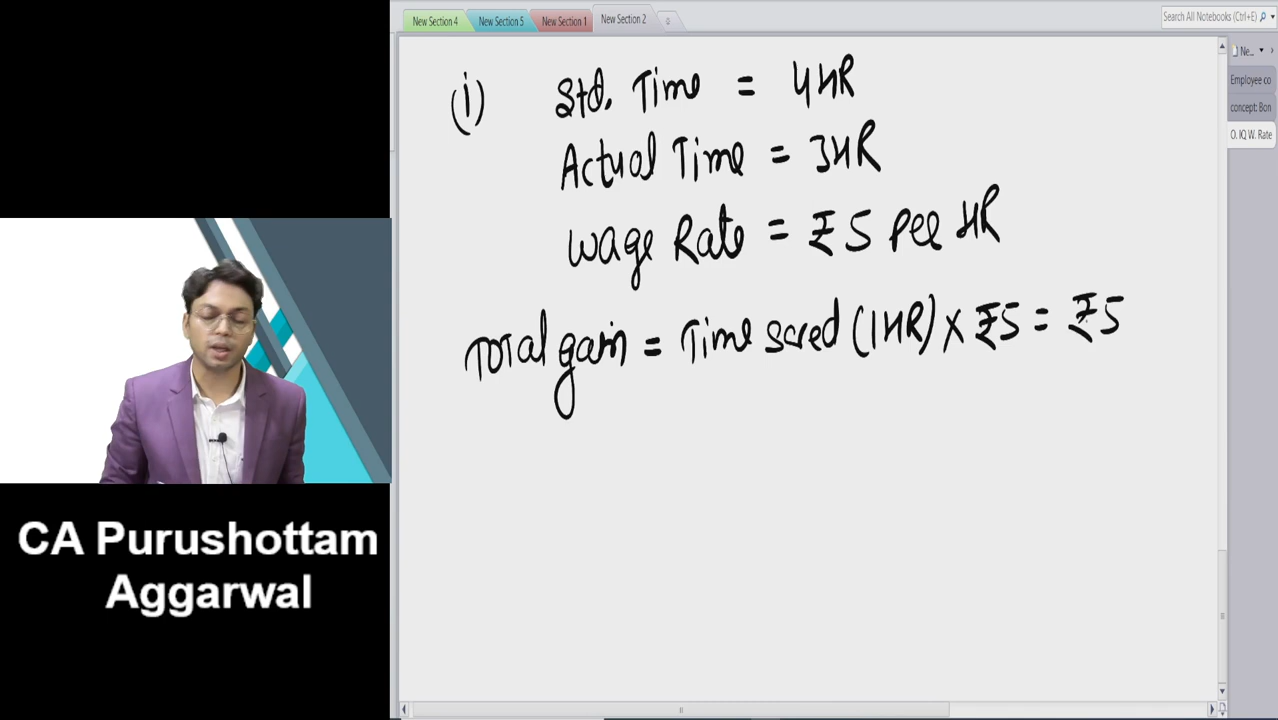 New Section 4 New Section 5 New Section 1 New Section 2
Search All Notebooks (Ctrl+E)
Ne...
Employee co
concept: Bon
O. IQ W. Rate
(i) Std. Time = 4HR
Actual Time = 3HR
Wage Rate = ₹5 Per HR
Total gain = Time saved (1HR) × ₹5 = ₹5
CA Purushottam
Aggarwal